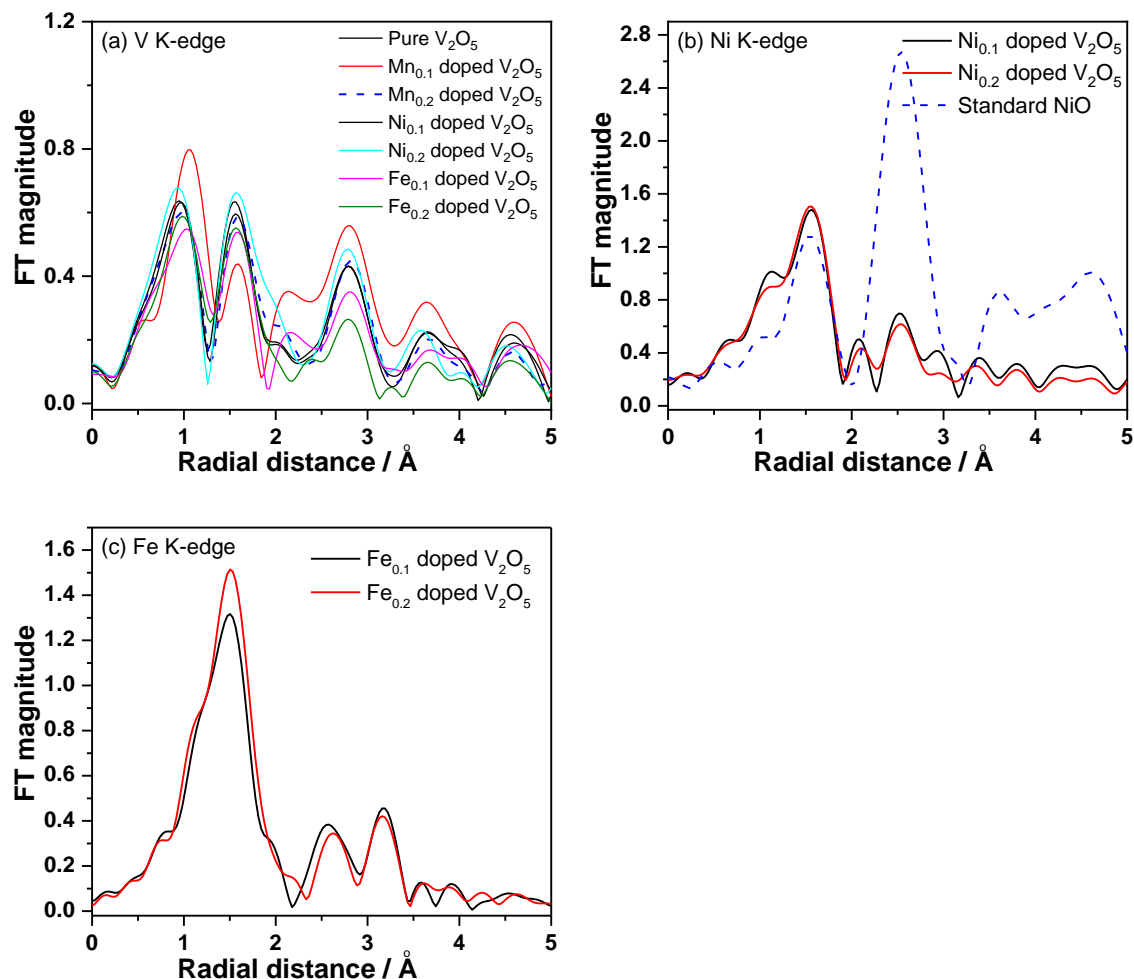 (a) V K-edge
Pure V₂O₅
Mn₀.₁ doped V₂O₅
Mn₀.₂ doped V₂O₅
Ni₀.₁ doped V₂O₅
Ni₀.₂ doped V₂O₅
Fe₀.₁ doped V₂O₅
Fe₀.₂ doped V₂O₅
1.2
0.8
0.4
0.0
FT magnitude
0 1 2 3 4 5
Radial distance / Å
(b) Ni K-edge
Ni₀.₁ doped V₂O₅
Ni₀.₂ doped V₂O₅
Standard NiO
2.8
2.4
2.0
1.6
1.2
0.8
0.4
0.0
FT magnitude
0 1 2 3 4 5
Radial distance / Å
(c) Fe K-edge
Fe₀.₁ doped V₂O₅
Fe₀.₂ doped V₂O₅
1.6
1.4
1.2
1.0
0.8
0.6
0.4
0.2
0.0
FT magnitude
0 1 2 3 4 5
Radial distance / Å